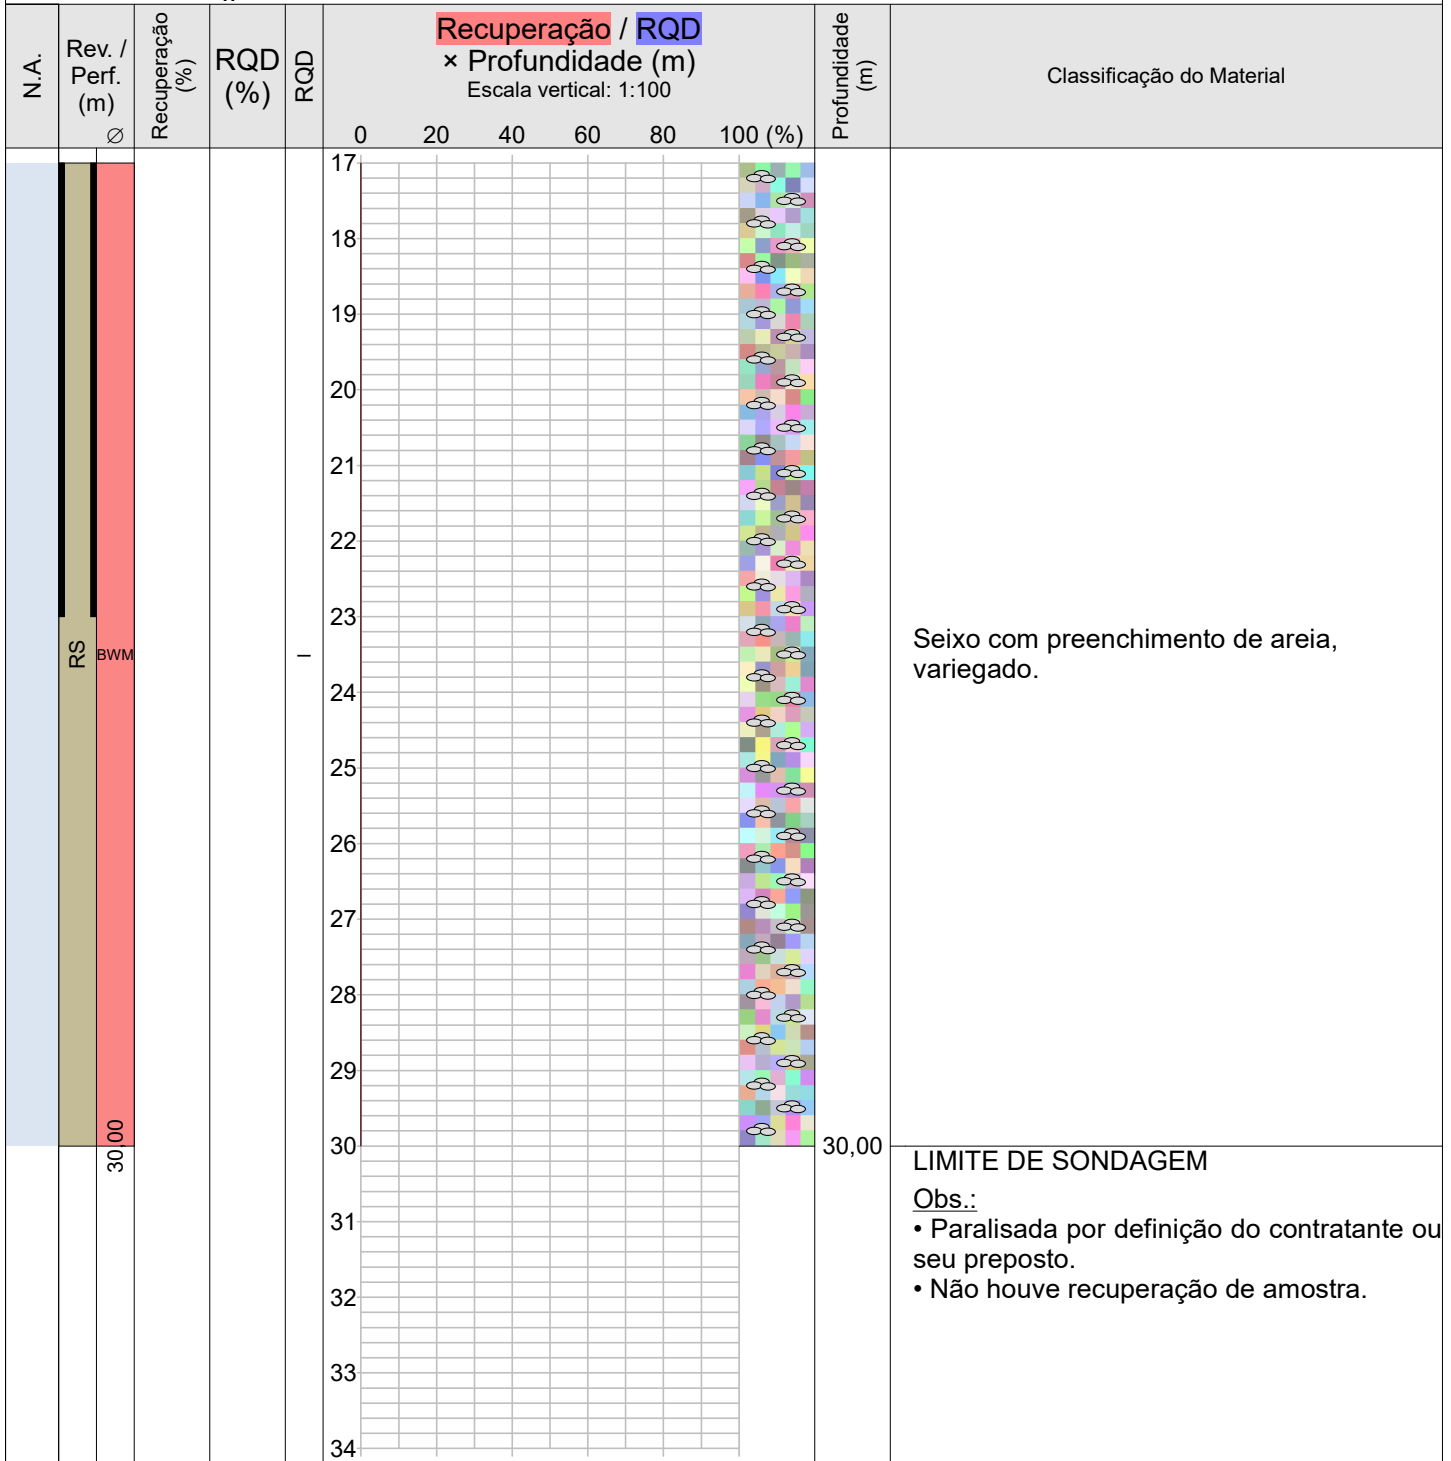 N.A.
Rev. /
Perf.
(m)
∅
Recuperação
(%)
RQD
(%)
RQD
Recuperação / RQD
× Profundidade (m)
Escala vertical: 1:100
0 20 40 60 80 100 (%)
Profundidade
(m)
Classificação do Material
17
18
19
20
21
22
23
RS
BWM
I
Seixo com preenchimento de areia,
variegado.
24
25
26
27
28
29
30,00
30
30,00
LIMITE DE SONDAGEM
Obs.:
• Paralisada por definição do contratante ou
seu preposto.
• Não houve recuperação de amostra.
31
32
33
34